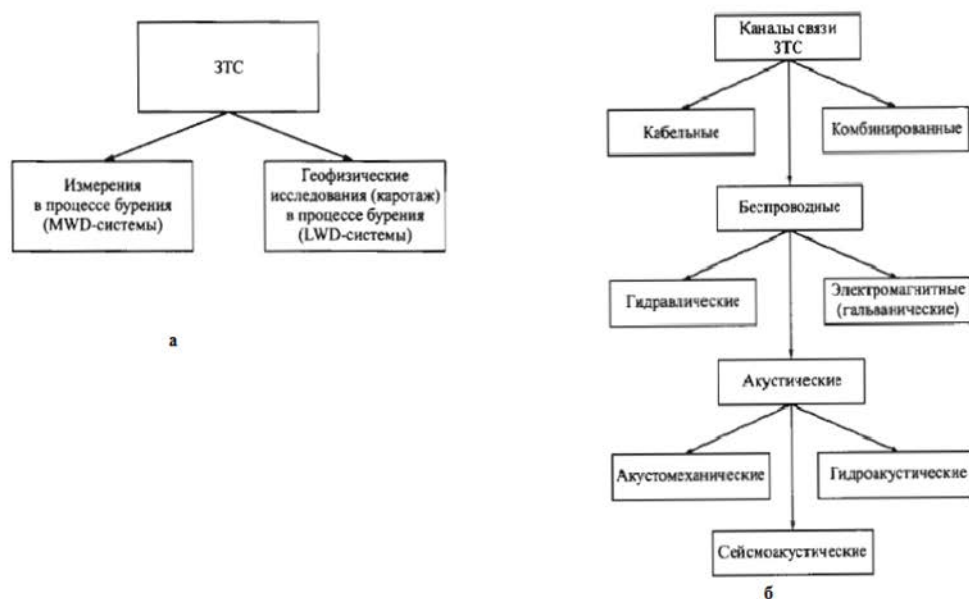 ЗТС
Измерения
в процессе бурения
(MWD-системы)
Геофизические
исследования (каротаж)
в процессе бурения
(LWD-системы)
а
Каналы связи
ЗТС
Кабельные
Комбинированные
Беспроводные
Гидравлические
Электромагнитные
(гальванические)
Акустические
Акустомеханические
Гидроакустические
Сейсмоакустические
б